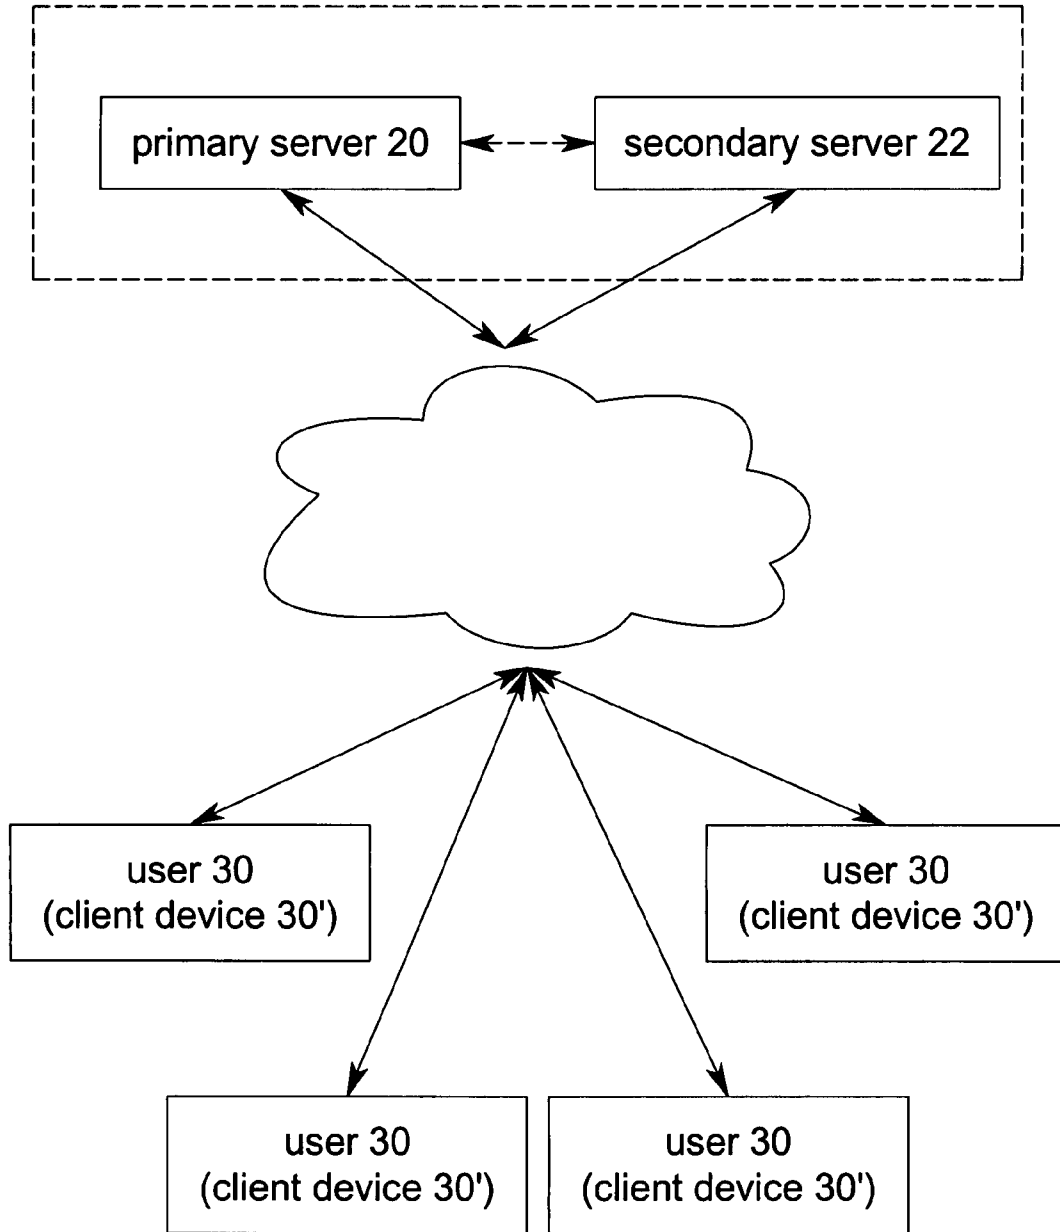 primary server 20
secondary server 22
user 30
(client device 30')
user 30
(client device 30')
user 30
(client device 30')
user 30
(client device 30')